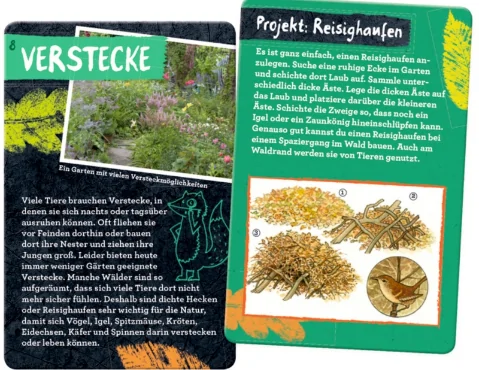 8
VERSTECKE
Ein Garten mit vielen Versteckmöglichkeiten
Viele Tiere brauchen Verstecke, in
denen sie sich nachts oder tagsüber
ausruhen können. Oft fliehen sie
vor Feinden dorthin oder bauen
dort ihre Nester und ziehen ihre
Jungen groß. Leider bieten heute
immer weniger Gärten geeignete
Verstecke. Manche Wälder sind so
aufgeräumt, dass sich viele Tiere dort nicht
mehr sicher fühlen. Deshalb sind dichte Hecken
oder Reisighaufen sehr wichtig für die Natur,
damit sich Vögel, Igel, Spitzmäuse, Kröten,
Eidechsen, Käfer und Spinnen darin verstecken
oder leben können.
Projekt: Reisighaufen
Es ist ganz einfach, einen Reisighaufen an-
zulegen. Suche eine ruhige Ecke im Garten
und schichte dort Laub auf. Sammle unter-
schiedlich dicke Äste. Lege die dicken Äste auf
das Laub und platziere darüber die kleineren
Äste. Schichte die Zweige so, dass noch ein
Igel oder ein Zaunkönig hineinschlüpfen kann.
Genauso gut kannst du einen Reisighaufen bei
einem Spaziergang im Wald bauen. Auch am
Waldrand werden sie von Tieren genutzt.
1
2
3